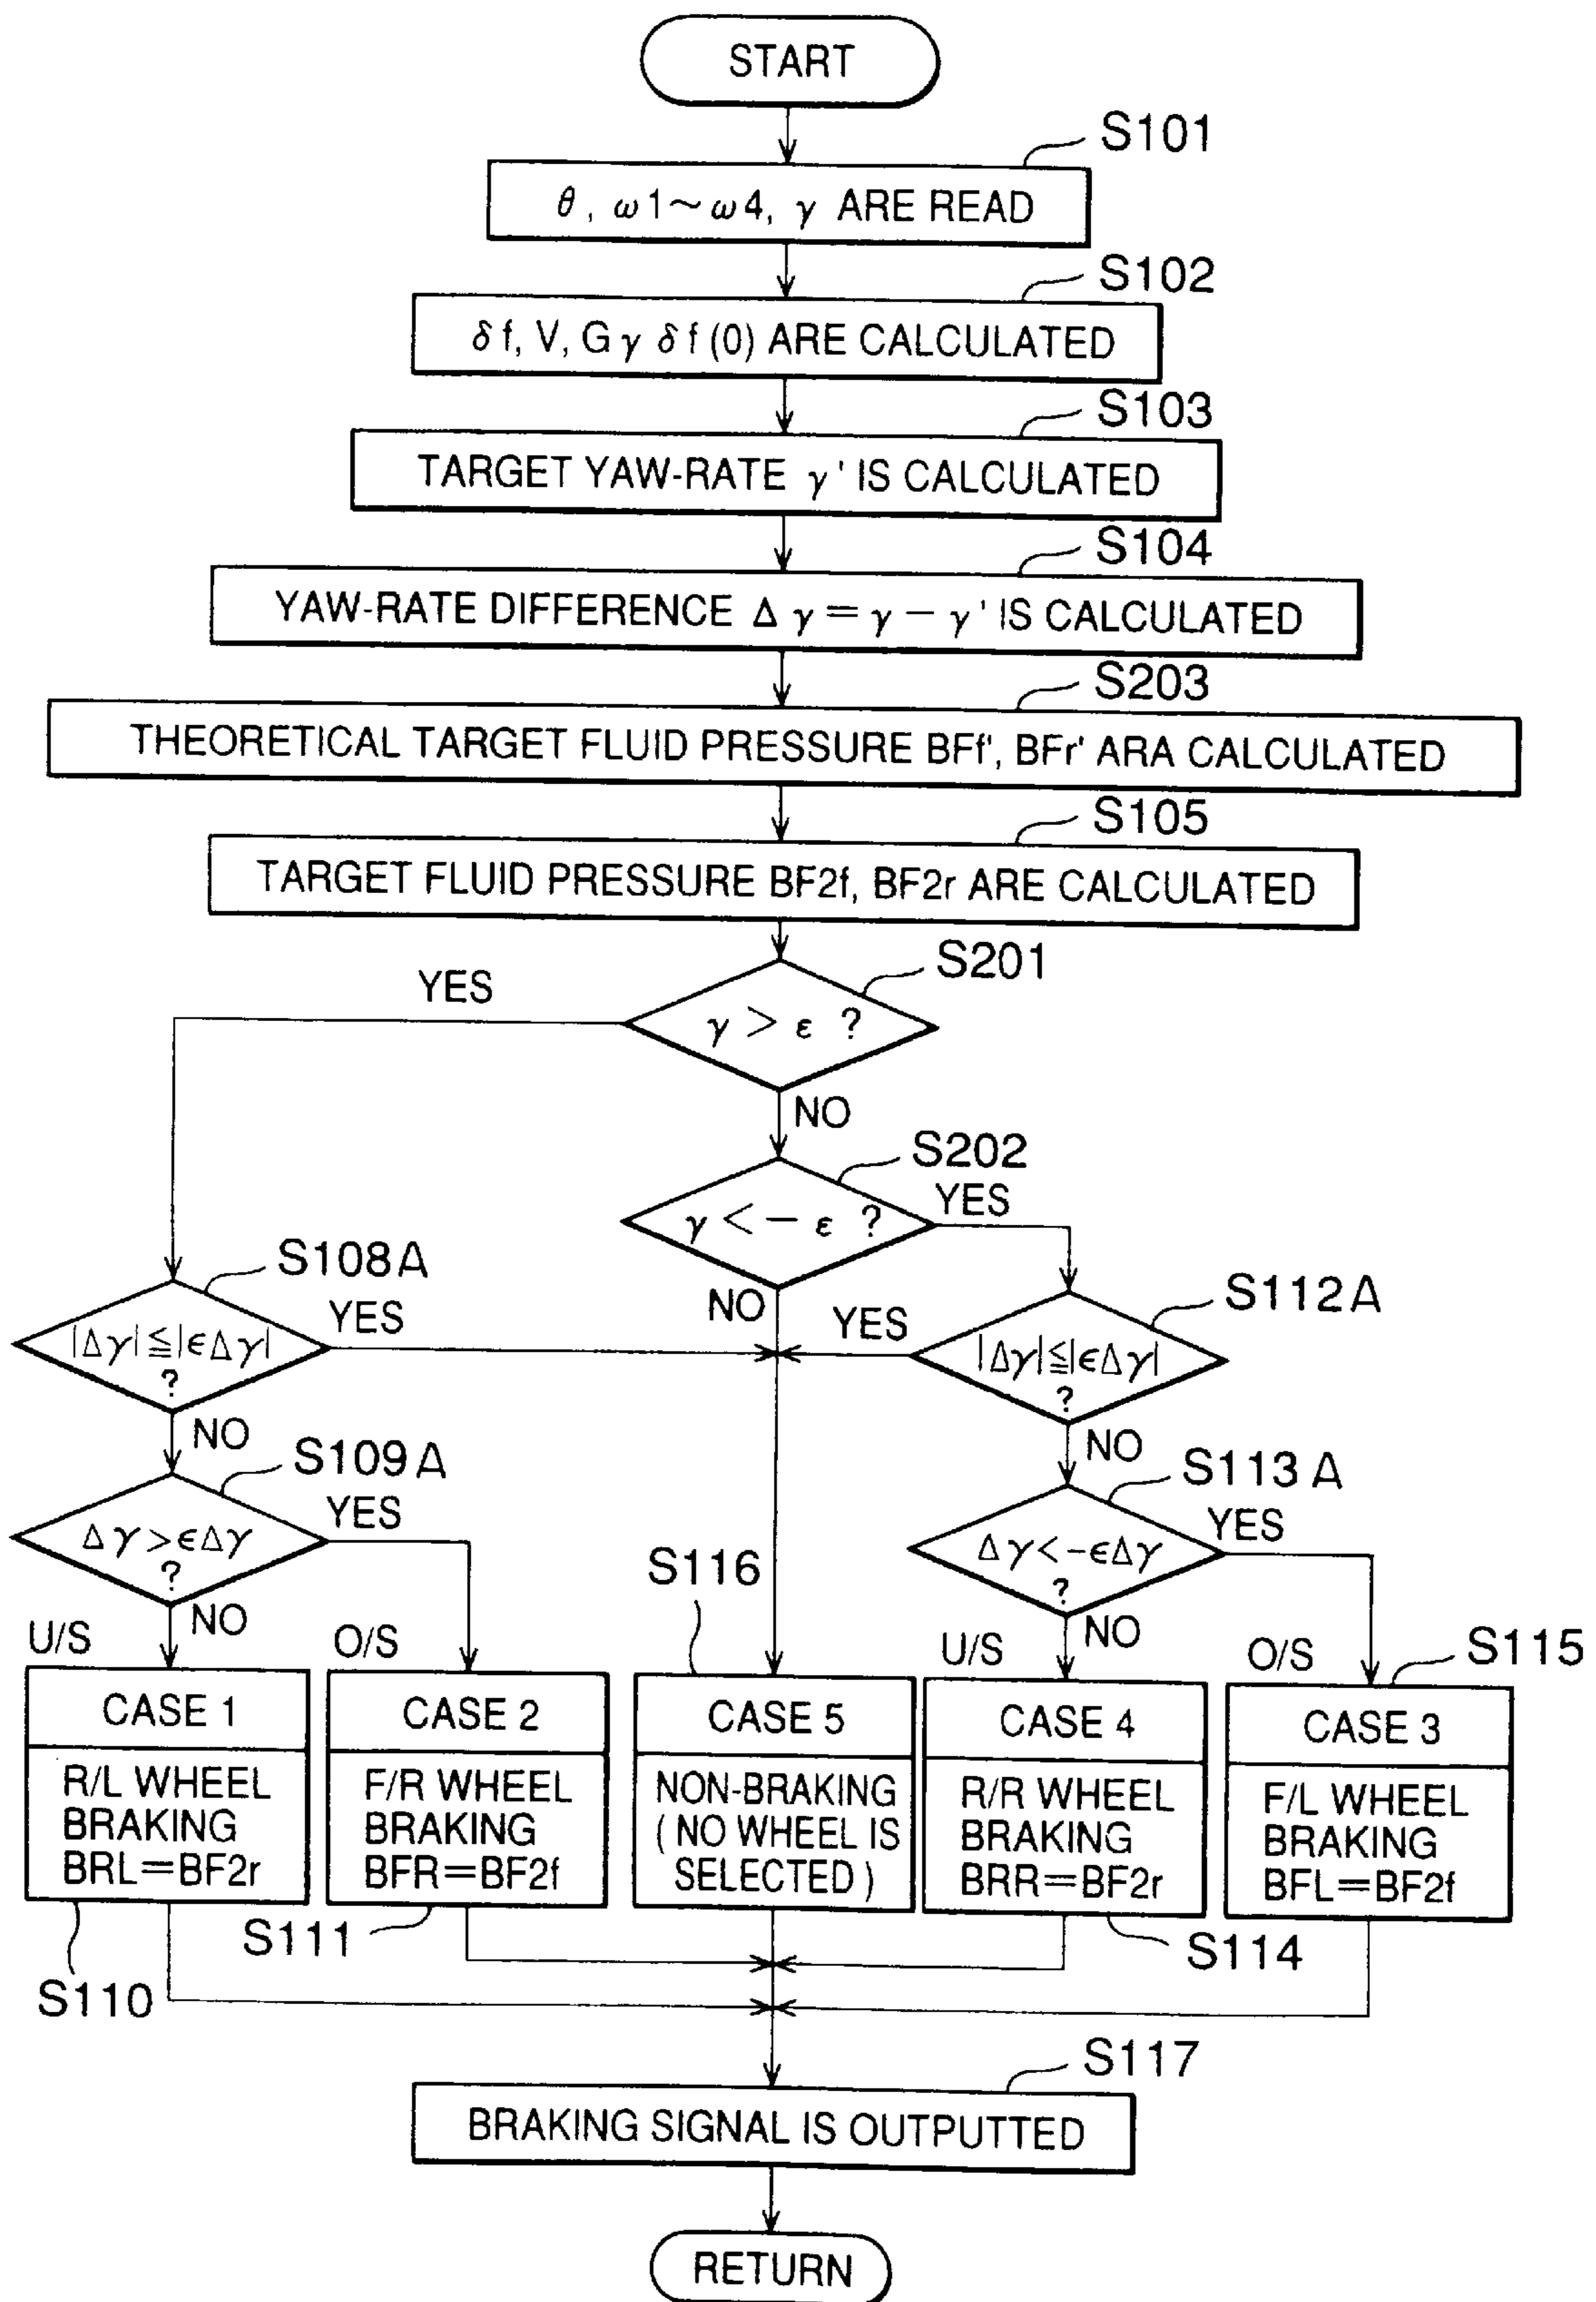 START
S101
θ, ω1~ω4, γ ARE READ
S102
δf, V, Gγδf(0) ARE CALCULATED
S103
TARGET YAW-RATE γ' IS CALCULATED
S104
YAW-RATE DIFFERENCE Δγ=γ-γ' IS CALCULATED
S203
THEORETICAL TARGET FLUID PRESSURE BFf', BFr' ARA CALCULATED
S105
TARGET FLUID PRESSURE BF2f, BF2r ARE CALCULATED
S201
YES
γ > ε ?
NO
S202
YES
γ < - ε ?
NO
S108A
YES
|Δγ|≦|εΔγ|
?
NO
S112A
YES
|Δγ|≦|εΔγ|
?
NO
S109A
YES
Δγ>εΔγ
?
NO
S113A
YES
Δγ<-εΔγ
?
NO
S116
U/S
CASE 1
R/L WHEEL
BRAKING
BRL=BF2r
S110
O/S
CASE 2
F/R WHEEL
BRAKING
BFR=BF2f
S111
CASE 5
NON-BRAKING
(NO WHEEL IS
SELECTED)
U/S
CASE 4
R/R WHEEL
BRAKING
BRR=BF2r
S114
O/S
S115
CASE 3
F/L WHEEL
BRAKING
BFL=BF2f
S117
BRAKING SIGNAL IS OUTPUTTED
RETURN